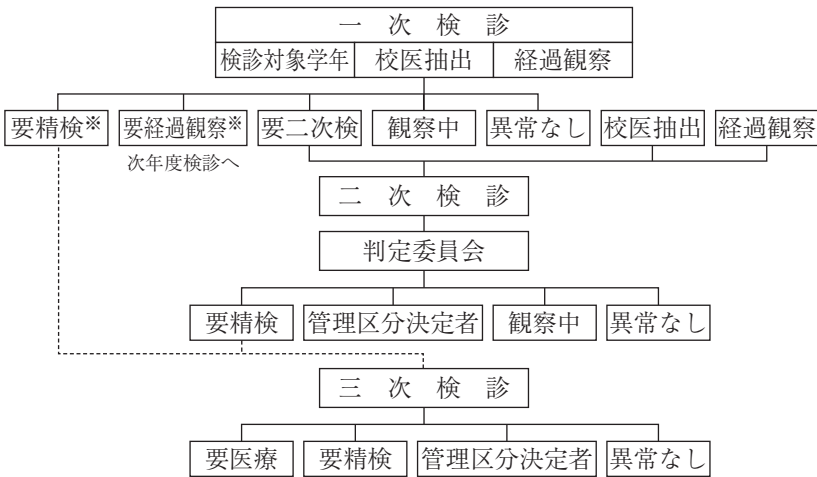 一次検診
検診対象学年 校医抽出 経過観察
要精検※ 要経過観察※ 要二次検 観察中 異常なし 校医抽出 経過観察
次年度検診へ
二次検診
判定委員会
要精検 管理区分決定者 観察中 異常なし
三次検診
要医療 要精検 管理区分決定者 異常なし